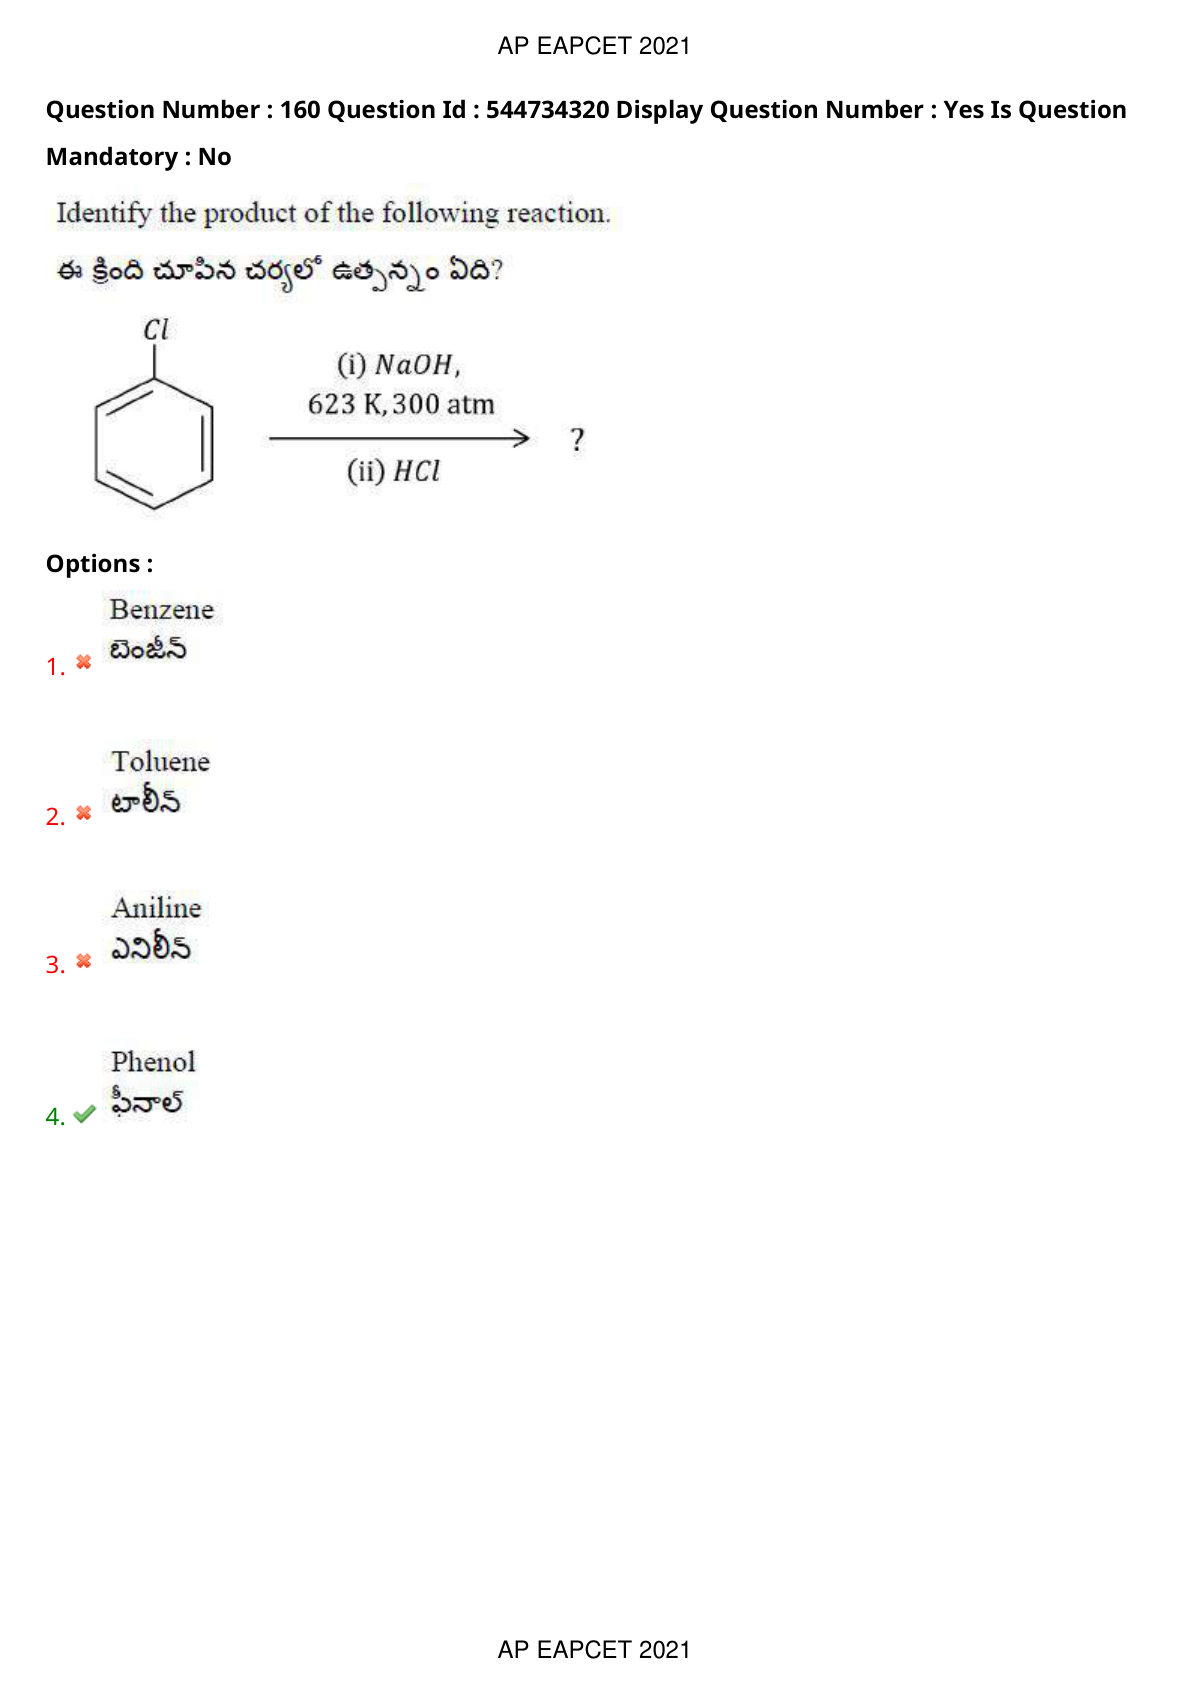 AP EAPCET 2021
Question Number : 160 Question Id : 544734320 Display Question Number : Yes Is Question
Mandatory : No
Identify the product of the following reaction.
ఈ క్రింది చూపిన చర్యలో ఉత్పన్నం ఏది?
Cl
(i) NaOH,
623 K, 300 atm
?
(ii) HCl
Options :
Benzene
బెంజీన్
1.
Toluene
టాలీన్
2.
Aniline
ఎనిలీన్
3.
Phenol
ఫీనాల్
4.
AP EAPCET 2021